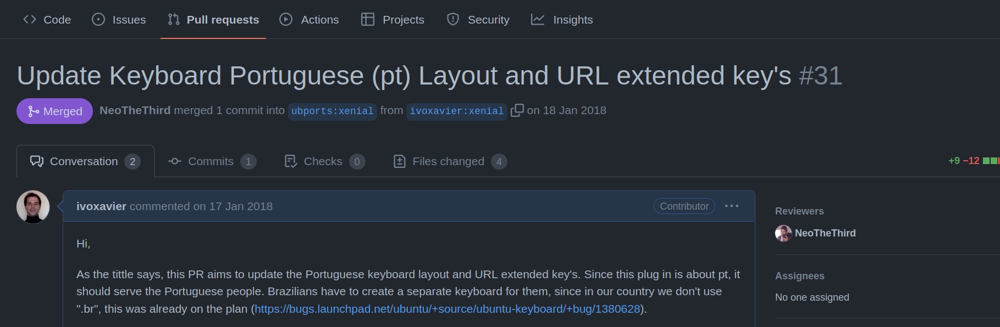 Code Issues Pull requests Actions Projects Security Insights
Update Keyboard Portuguese (pt) Layout and URL extended key's #31
Merged NeoTheThird merged 1 commit into ubports:xenial from ivoxavier:xenial on 18 Jan 2018
Conversation 2 Commits 1 Checks 0 Files changed 4 +9 −12
ivoxavier commented on 17 Jan 2018 Contributor
Hi,
As the tittle says, this PR aims to update the Portuguese keyboard layout and URL extended key's. Since this plug in is about pt, it
should serve the Portuguese people. Brazilians have to create a separate keyboard for them, since in our country we don't use
".br", this was already on the plan (https://bugs.launchpad.net/ubuntu/+source/ubuntu-keyboard/+bug/1380628).
Reviewers
NeoTheThird
Assignees
No one assigned